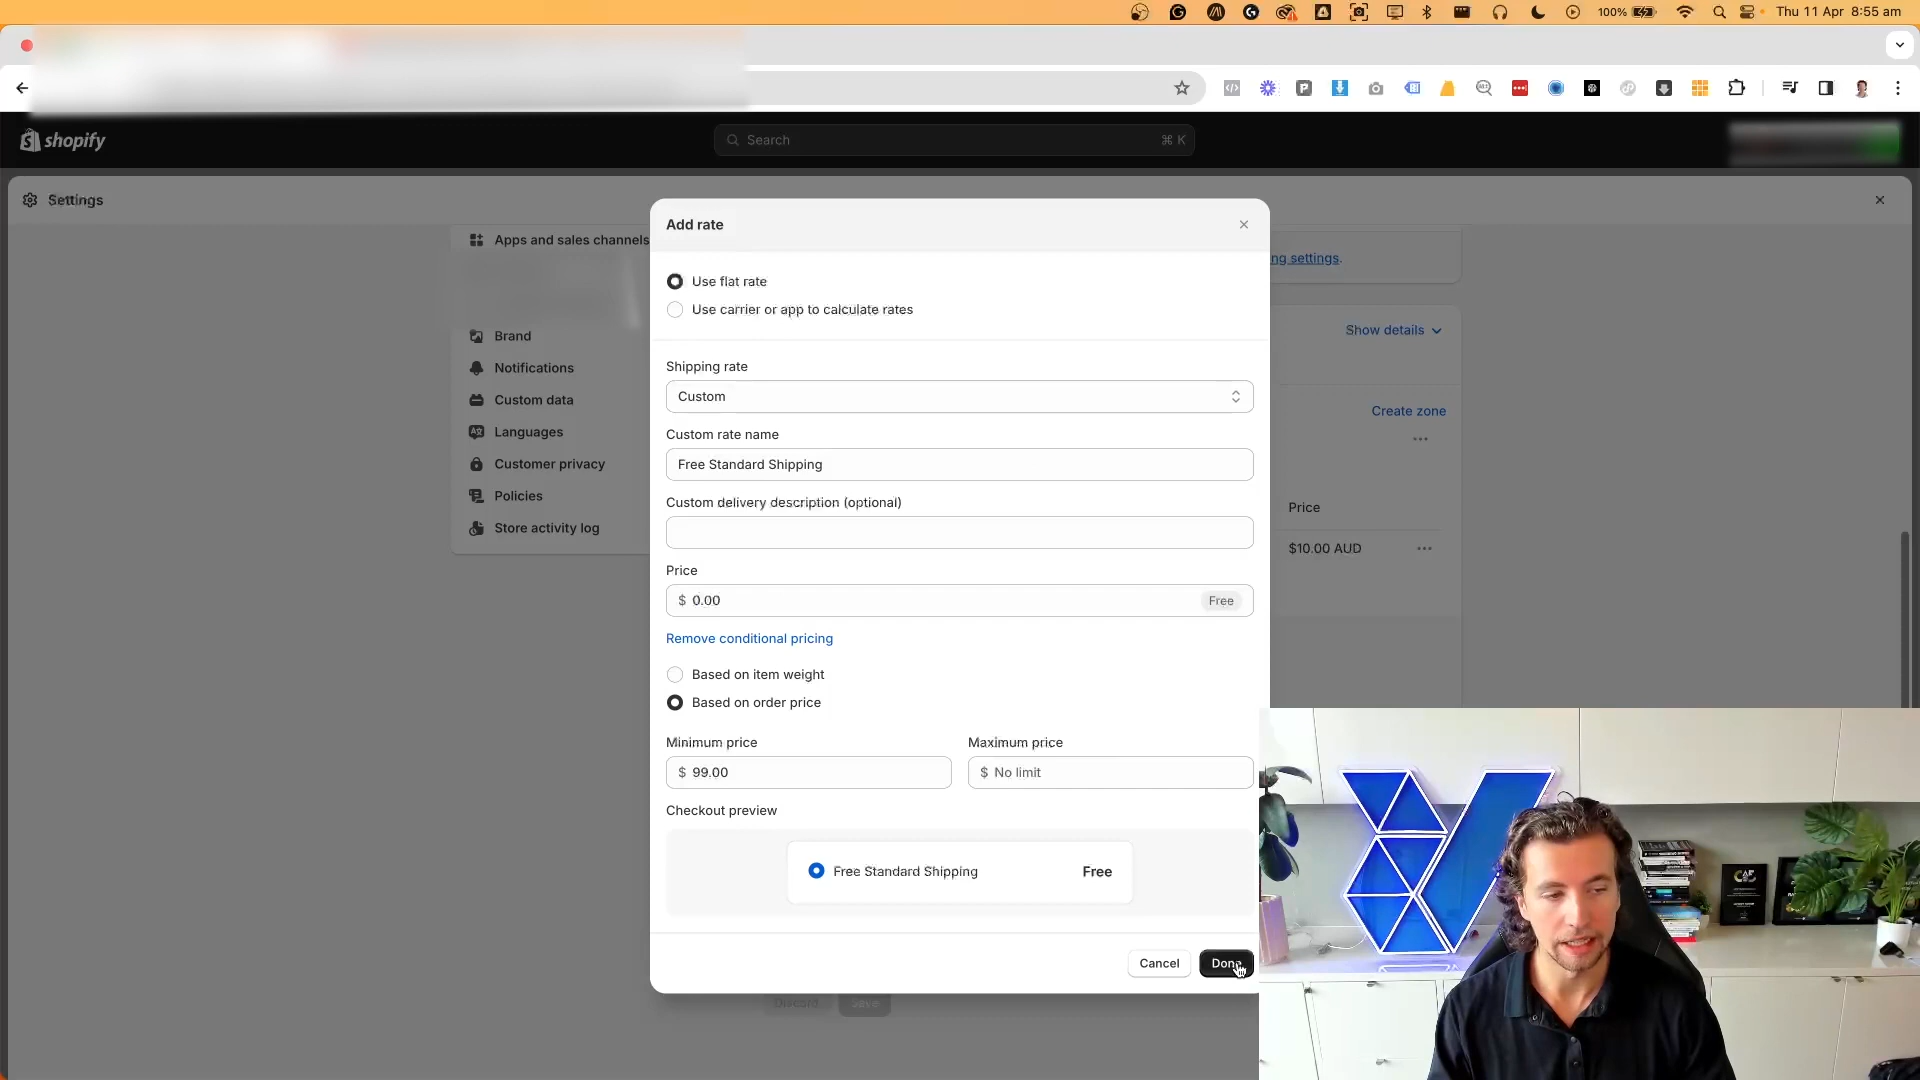 100%
Thu 11 Apr 8:55 am
shopify
Search
⌘ K
Settings
Apps and sales channels
Brand
Notifications
Custom data
Languages
Customer privacy
Policies
Store activity log
Add rate
Use flat rate
Use carrier or app to calculate rates
Shipping rate
Custom
Custom rate name
Free Standard Shipping
Custom delivery description (optional)
Price
$ 0.00
Free
Remove conditional pricing
Based on item weight
Based on order price
Minimum price
Maximum price
$ 99.00
$ No limit
Checkout preview
Free Standard Shipping
Free
Cancel
Done
ng settings.
Show details
Create zone
Price
$10.00 AUD
Discard
Save